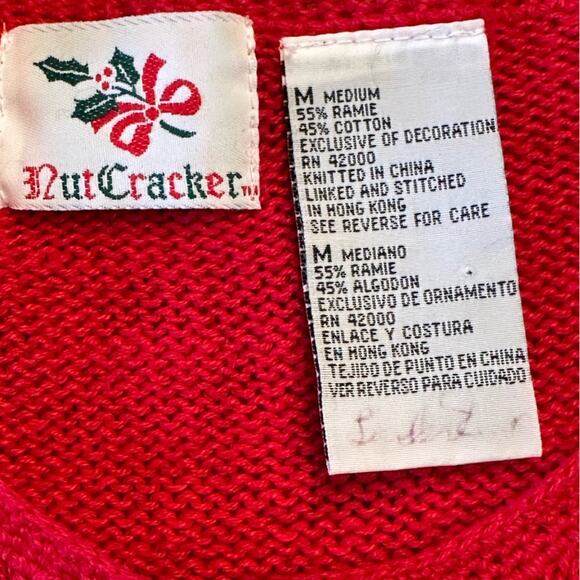 NutCracker™
M MEDIUM
55% RAMIE
45% COTTON
EXCLUSIVE OF DECORATION
RN 42000
KNITTED IN CHINA
LINKED AND STITCHED
IN HONG KONG
SEE REVERSE FOR CARE
M MEDIANO
55% RAMIE
45% ALGODON
EXCLUSIVO DE ORNAMENTO
RN 42000
ENLACE Y COSTURA
EN HONG KONG
TEJIDO DE PUNTO EN CHINA
VER REVERSO PARA CUIDADO